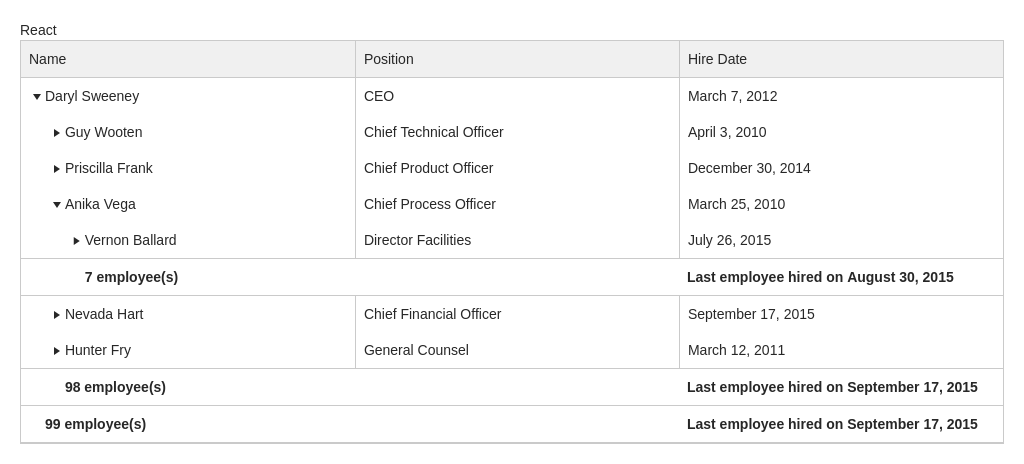 React
Name Position Hire Date
Daryl Sweeney CEO March 7, 2012
Guy Wooten Chief Technical Officer April 3, 2010
Priscilla Frank Chief Product Officer December 30, 2014
Anika Vega Chief Process Officer March 25, 2010
Vernon Ballard Director Facilities July 26, 2015
7 employee(s) Last employee hired on August 30, 2015
Nevada Hart Chief Financial Officer September 17, 2015
Hunter Fry General Counsel March 12, 2011
98 employee(s) Last employee hired on September 17, 2015
99 employee(s) Last employee hired on September 17, 2015